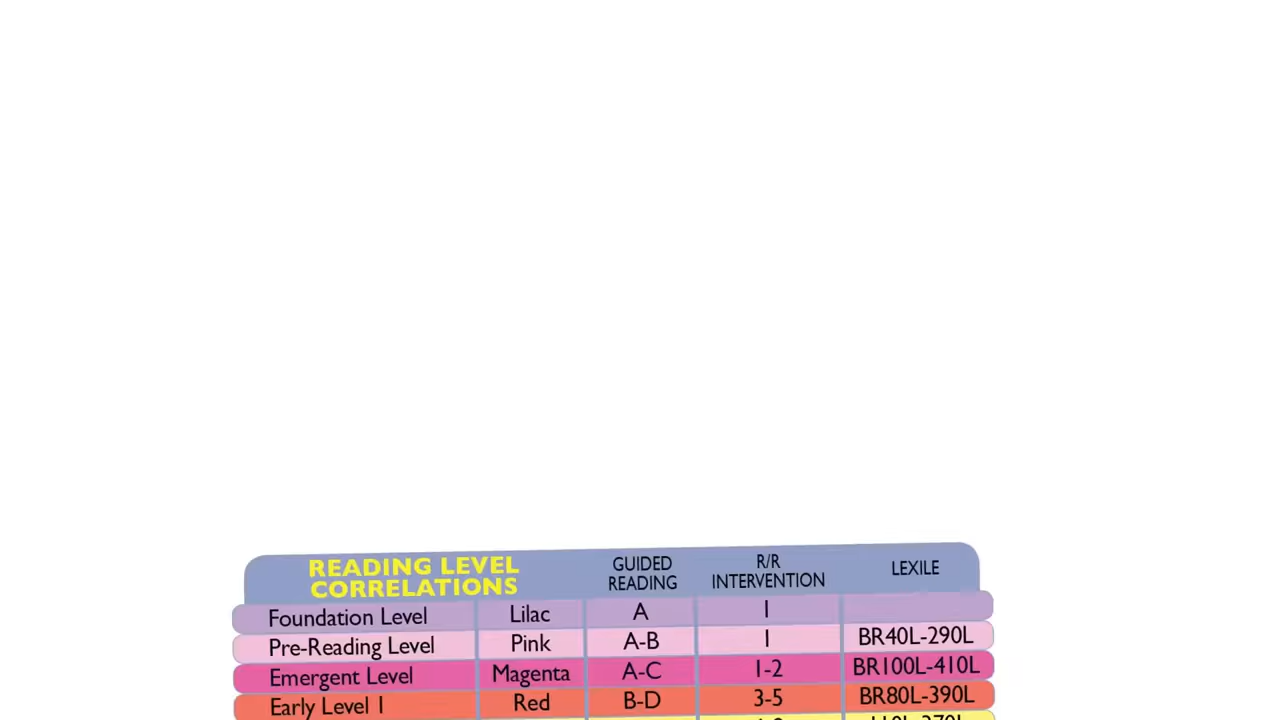 READING LEVEL CORRELATIONS GUIDED READING R/R INTERVENTION LEXILE
Foundation Level Lilac A 1
Pre-Reading Level Pink A-B 1 BR40L-290L
Emergent Level Magenta A-C 1-2 BR100L-410L
Early Level 1 Red B-D 3-5 BR80L-390L